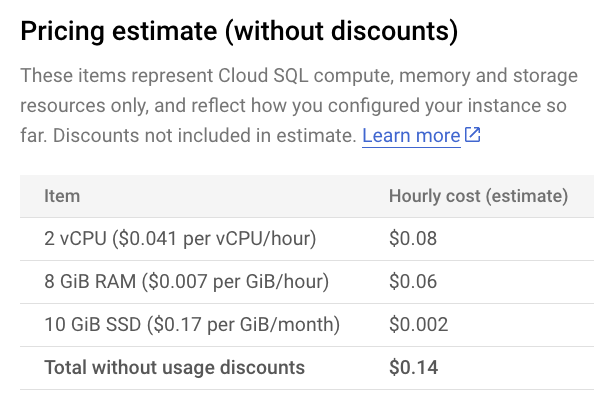 Pricing estimate (without discounts)
These items represent Cloud SQL compute, memory and storage
resources only, and reflect how you configured your instance so
far. Discounts not included in estimate. Learn more
Item Hourly cost (estimate)
2 vCPU ($0.041 per vCPU/hour) $0.08
8 GiB RAM ($0.007 per GiB/hour) $0.06
10 GiB SSD ($0.17 per GiB/month) $0.002
Total without usage discounts $0.14